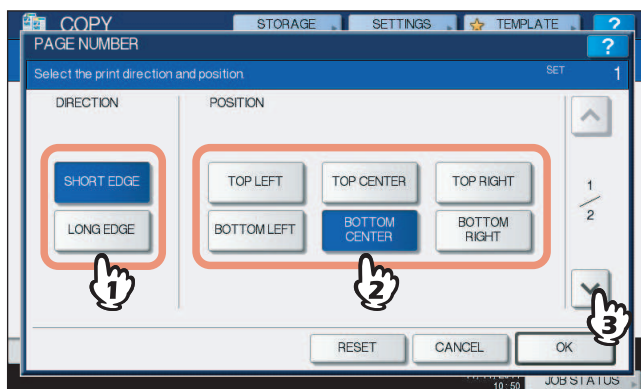 COPY STORAGE SETTINGS TEMPLATE ?
PAGE NUMBER ?
Select the print direction and position. SET 1
DIRECTION POSITION
SHORT EDGE TOP LEFT TOP CENTER TOP RIGHT
LONG EDGE BOTTOM LEFT BOTTOM CENTER BOTTOM RIGHT
1
2
1 2 3
RESET CANCEL OK
10:50 JOB STATUS